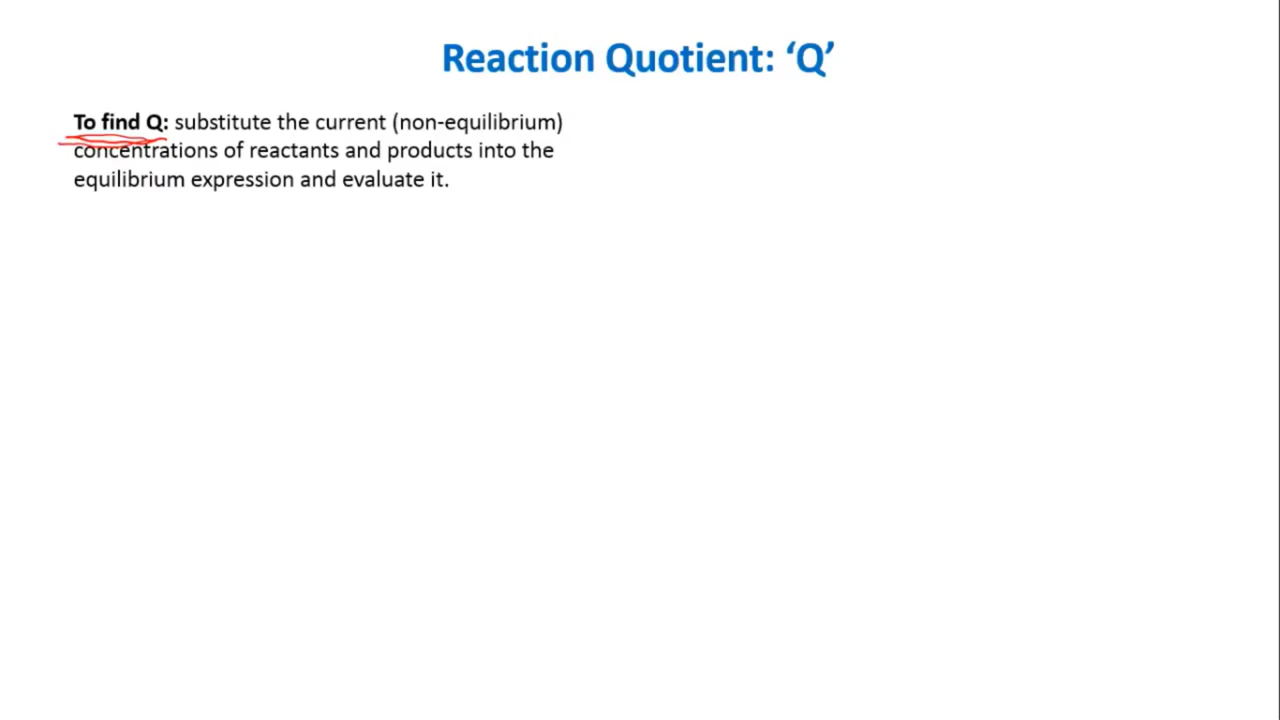 Reaction Quotient: ‘Q’
To find Q: substitute the current (non-equilibrium)
concentrations of reactants and products into the
equilibrium expression and evaluate it.